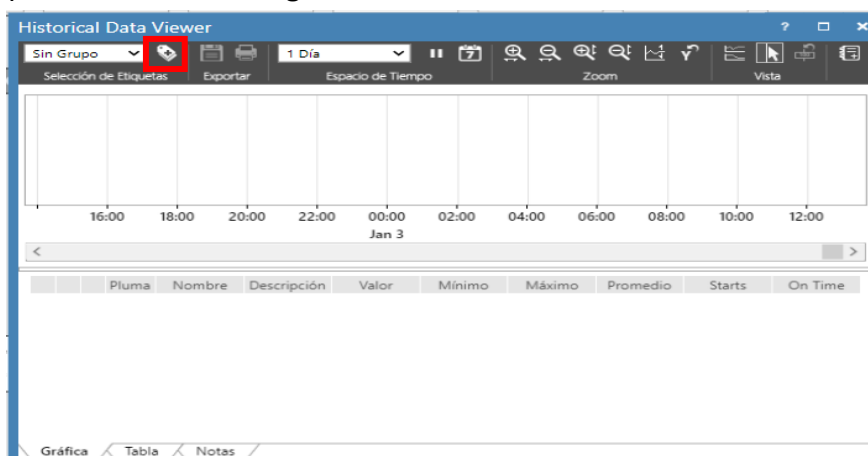 Historical Data Viewer ?
Sin Grupo 1 Día 7
Selección de Etiquetas Exportar Espacio de Tiempo Zoom Vista
16:00 18:00 20:00 22:00 00:00 02:00 04:00 06:00 08:00 10:00 12:00
Jan 3
Pluma Nombre Descripción Valor Mínimo Máximo Promedio Starts On Time
Gráfica Tabla Notas